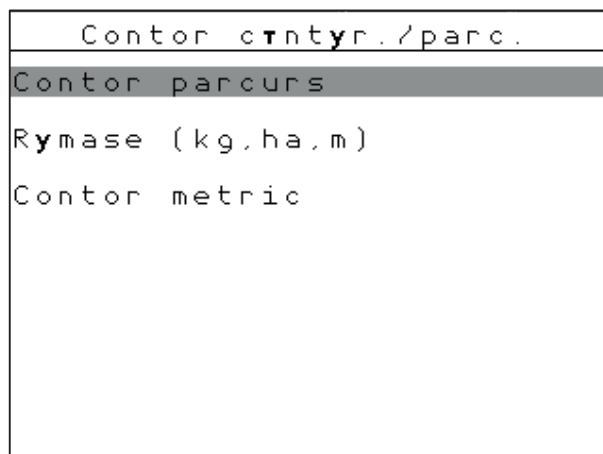 Contor cтntyr./parc.
Contor parcurs
Rymase (kg,ha,m)
Contor metric